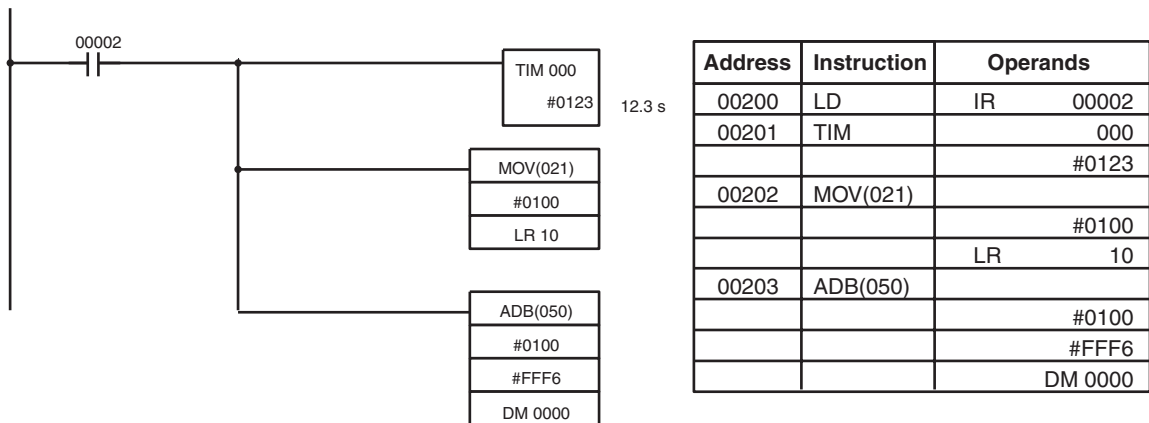 00002
TIM 000
#0123
12.3 s
MOV(021)
#0100
LR 10
ADB(050)
#0100
#FFF6
DM 0000
Address Instruction Operands
00200 LD IR 00002
00201 TIM 000
#0123
00202 MOV(021)
#0100
LR 10
00203 ADB(050)
#0100
#FFF6
DM 0000